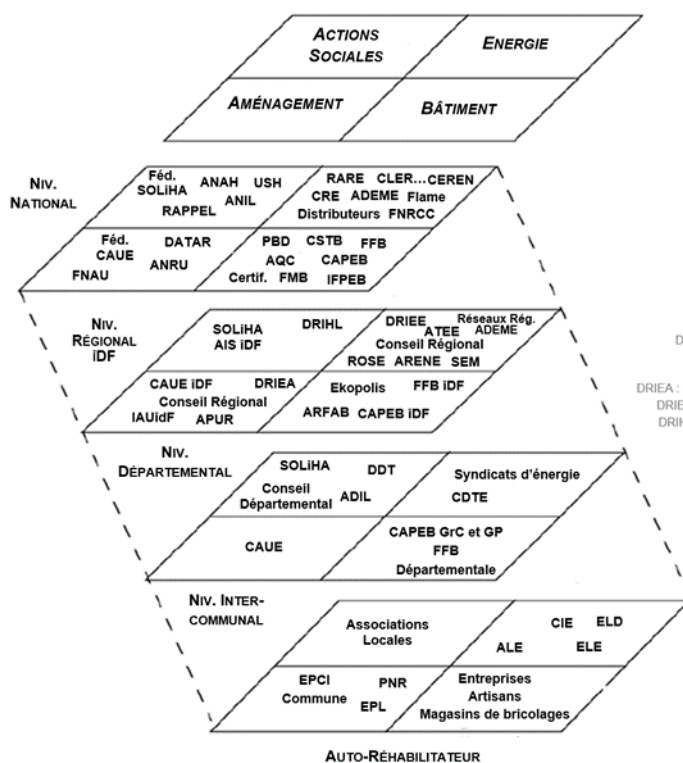 ACTIONS SOCIALES
ENERGIE
AMÉNAGEMENT
BÂTIMENT
NIV. NATIONAL
Féd. SOLiHA ANAH USH
RAPPEL ANIL
RARE CLER...CEREN
CRE ADEME Flame
Distributeurs FNRCC
Féd. CAUE DATAR
FNAU ANRU
PBD CSTB FFB
AQC CAPEB
Certif. FMB IFPEB
NIV. RÉGIONAL iDF
SOLiHA DRIHL
AIS iDF
DRIEE ATEE Réseaux Rég. ADEME
Conseil Régional
ROSE ARENE SEM
CAUE iDF DRIEA
Conseil Régional
IAUidF APUR
Ekopolis FFB iDF
ARFAB CAPEB iDF
D
DRIEA :
DRIE
DRIH
NIV. DÉPARTEMENTAL
SOLiHA DDT
Conseil Départemental ADIL
Syndicats d'énergie
CDTE
CAUE
CAPEB GrC et GP
FFB
Départementale
NIV. INTER-COMMUNAL
Associations
Locales
CIE ELD
ALE ELE
EPCI PNR
Commune EPL
Entreprises
Artisans
Magasins de bricolages
AUTO-RÉHABILITATEUR